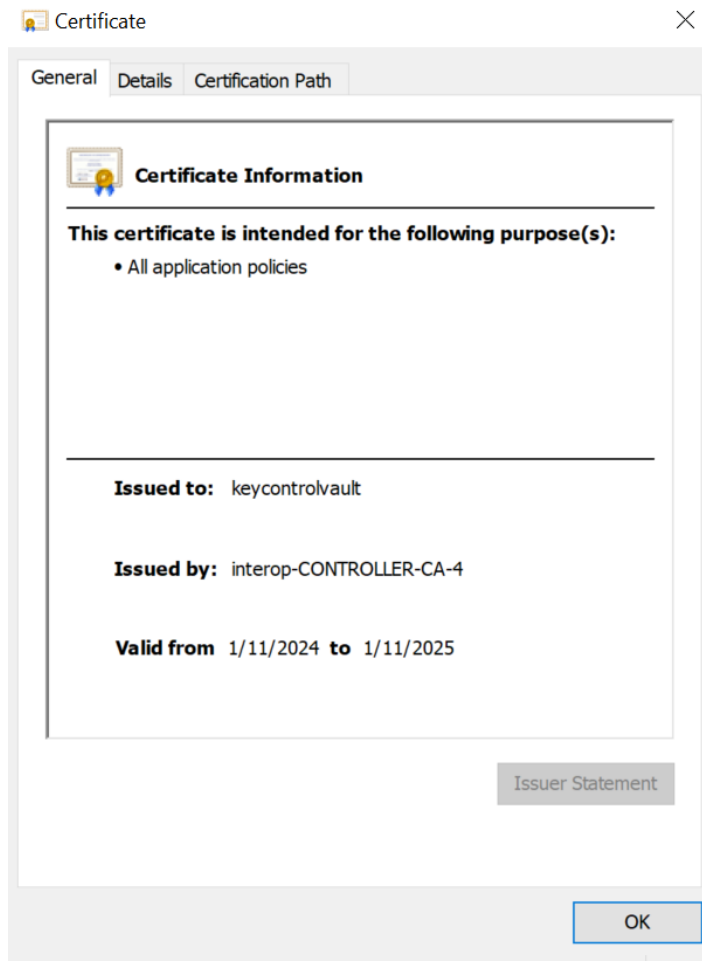 Certificate
General Details Certification Path
Certificate Information
This certificate is intended for the following purpose(s):
• All application policies
Issued to: keycontrolvault
Issued by: interop-CONTROLLER-CA-4
Valid from 1/11/2024 to 1/11/2025
Issuer Statement
OK